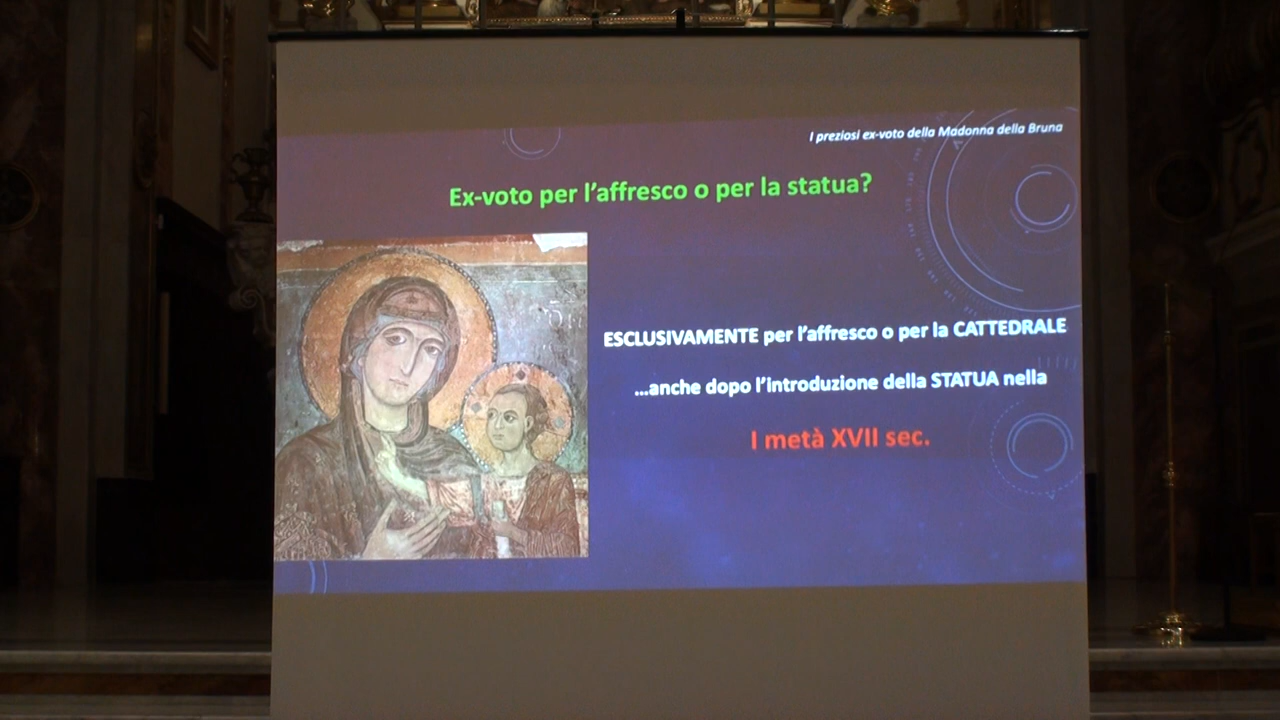 I preziosi ex-voto della Madonna della Bruna
Ex-voto per l'affresco o per la statua?
ESCLUSIVAMENTE per l'affresco o per la CATTEDRALE
...anche dopo l'introduzione della STATUA nella
I metà XVII sec.